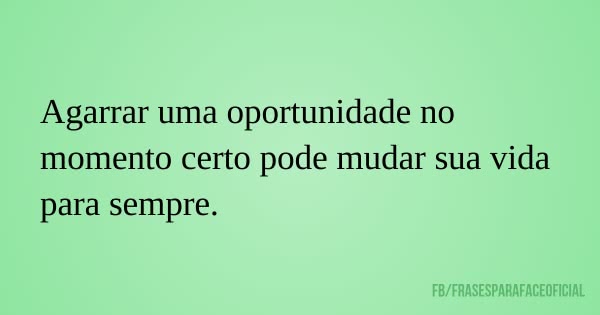 Agarrar uma oportunidade no
momento certo pode mudar sua vida
para sempre.
FB/FRASESPARAFACEOFICIAL